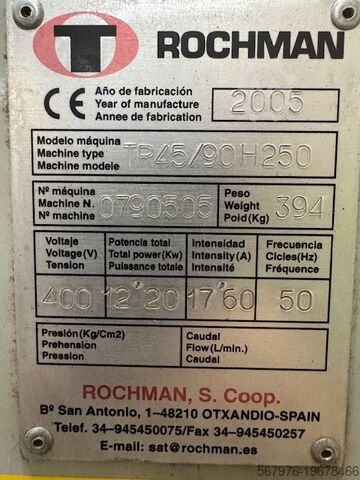 T ROCHMAN
CE Año de fabricación
Year of manufacture 2005
Annee de fabrication
Modelo máquina
Machine type TR45/90H250
Machine modele
Nº máquina Peso
Machine N. 0790505 Weight 394
Nº machine Poid(Kg)
Voltaje Potencia total Intensidad Frecuencia
Voltage(V) Total power(Kw) Intensity(A) Cicles(Hz)
Tension Puissance totale Intensité Fréquence
400 12'20 17'60 50
Presión(Kg/Cm2) Caudal
Prehension Flow(L/min.)
Pression Caudal
ROCHMAN, S. Coop.
Bº San Antonio, 1-48210 OTXANDIO-SPAIN
Telef. 34-945450075/Fax 34-945450257
E-mail: sat@rochman.es
567976-19678466